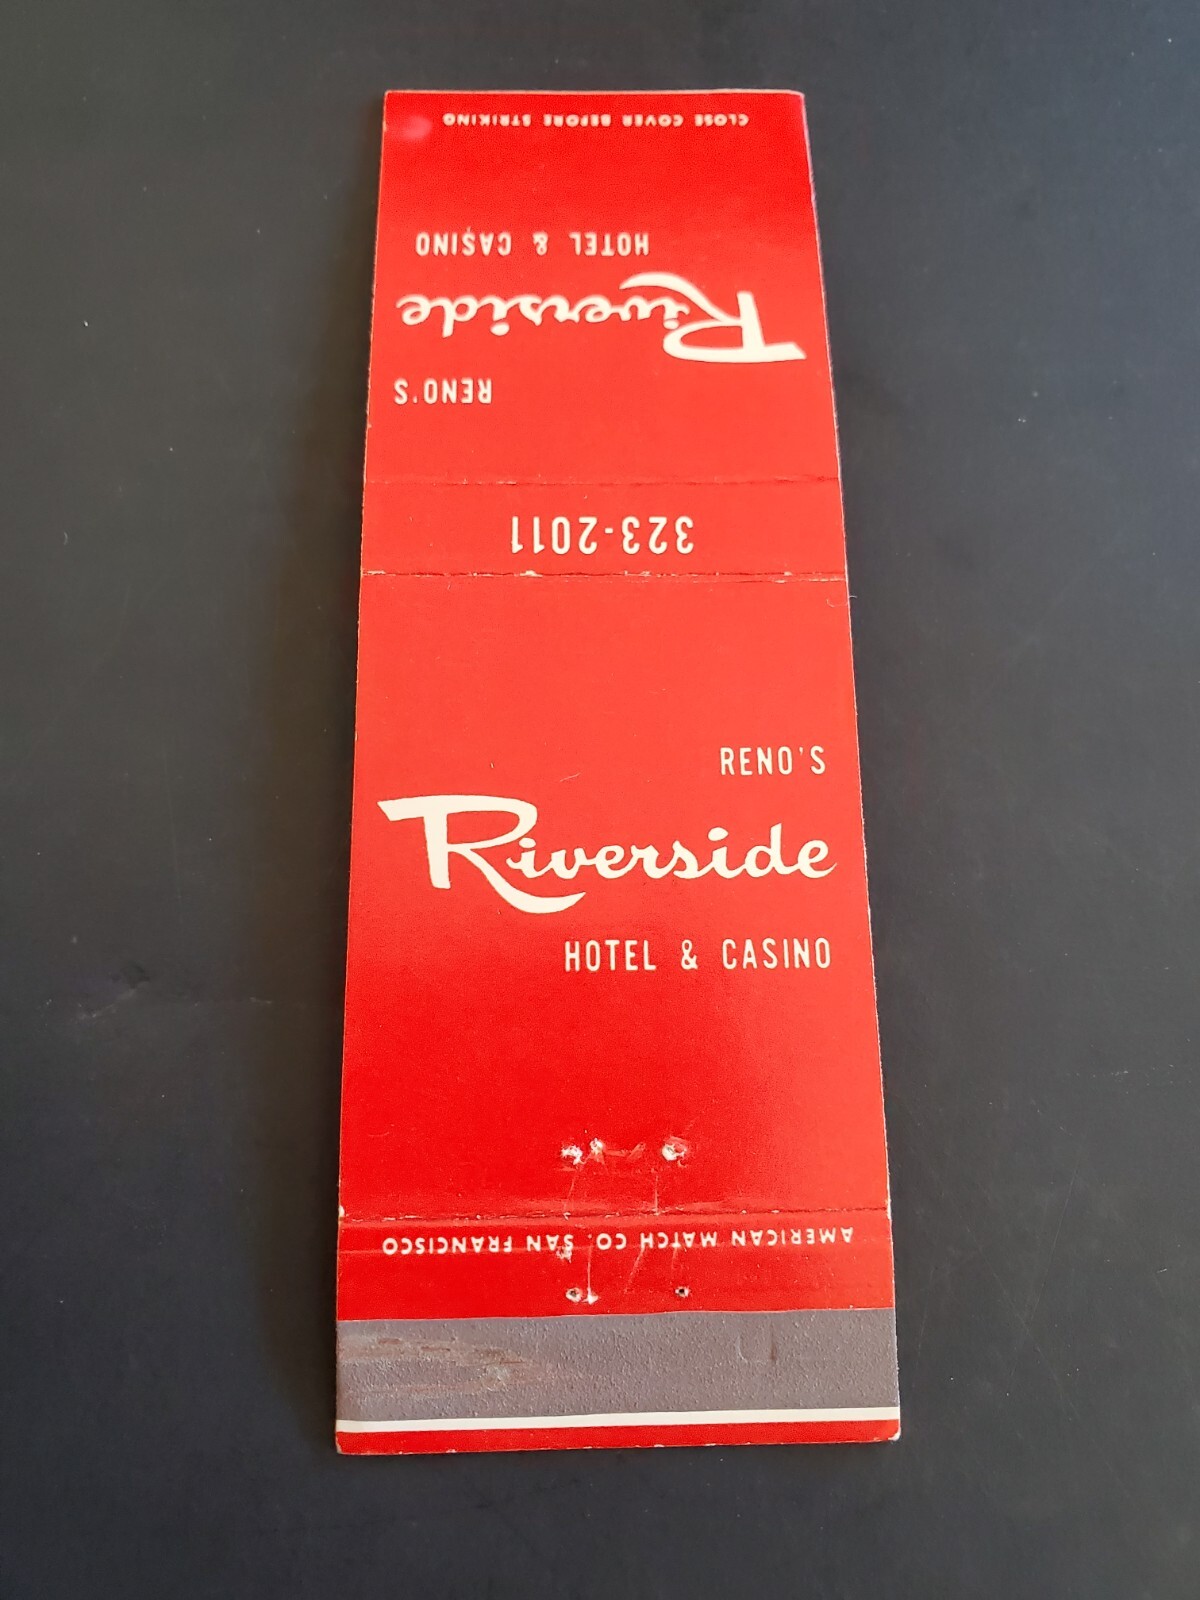 CLOSE COVER BEFORE STRIKING
RENO'S
Riverside
HOTEL & CASINO
323-2011
RENO'S
Riverside
HOTEL & CASINO
AMERICAN MATCH CO. SAN FRANCISCO